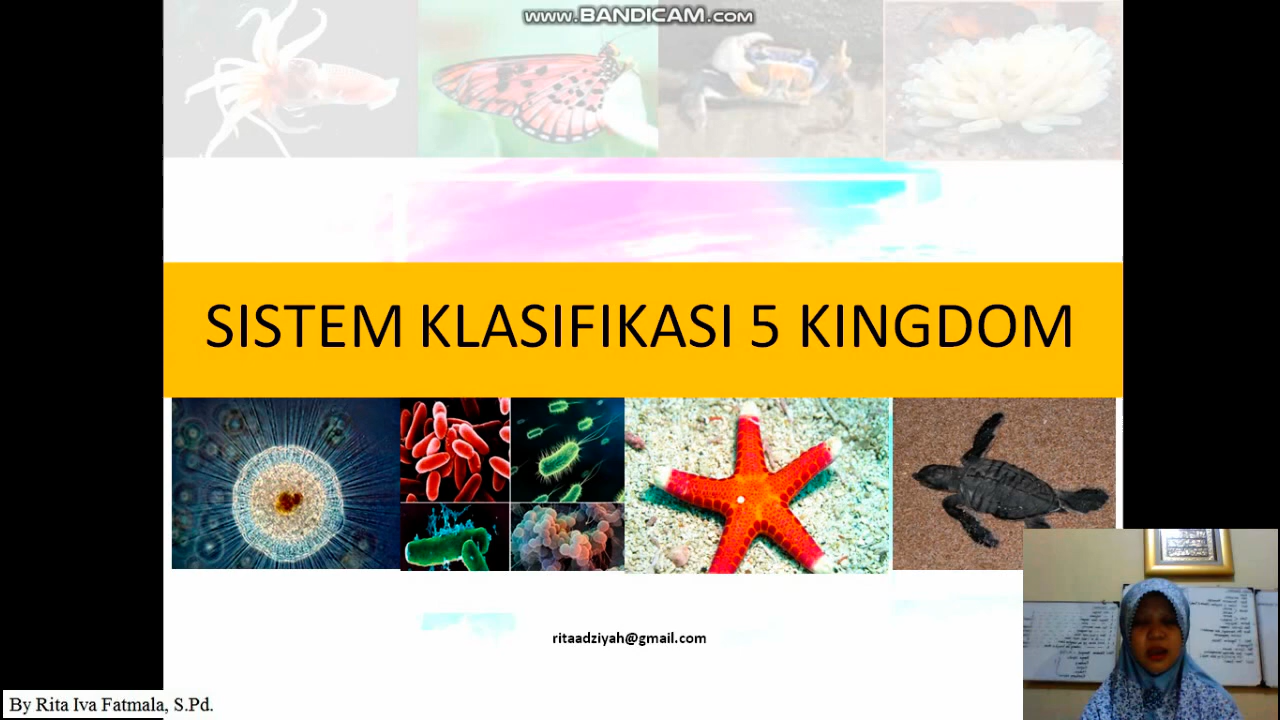 www.BANDICAM.com
SISTEM KLASIFIKASI 5 KINGDOM
ritaadziyah@gmail.com
By Rita Iva Fatmala, S.Pd.